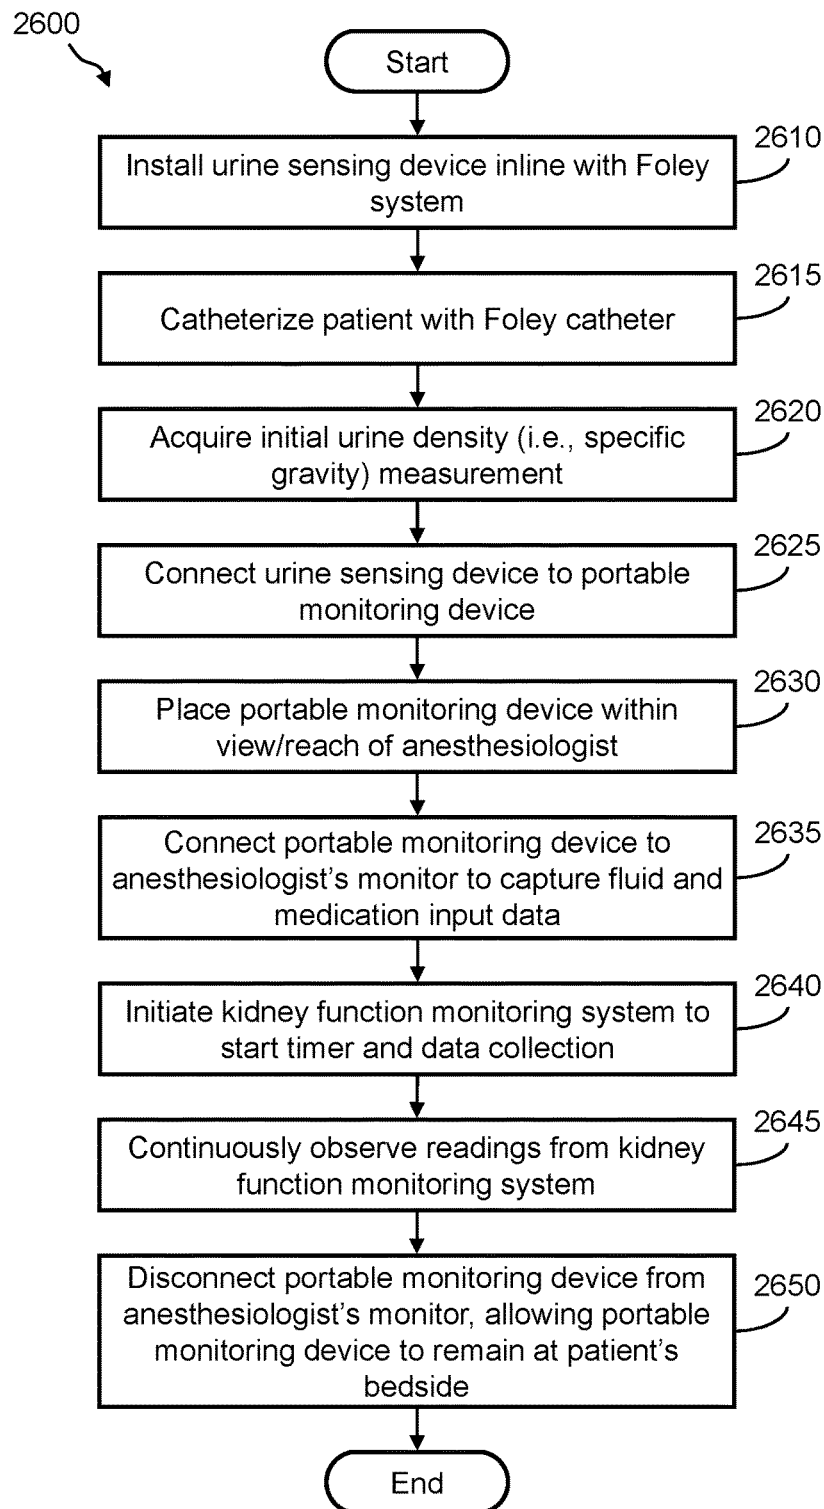 2600
Start
2610
Install urine sensing device inline with Foley
system
2615
Catheterize patient with Foley catheter
2620
Acquire initial urine density (i.e., specific
gravity) measurement
2625
Connect urine sensing device to portable
monitoring device
2630
Place portable monitoring device within
view/reach of anesthesiologist
2635
Connect portable monitoring device to
anesthesiologist's monitor to capture fluid and
medication input data
2640
Initiate kidney function monitoring system to
start timer and data collection
2645
Continuously observe readings from kidney
function monitoring system
2650
Disconnect portable monitoring device from
anesthesiologist's monitor, allowing portable
monitoring device to remain at patient's
bedside
End